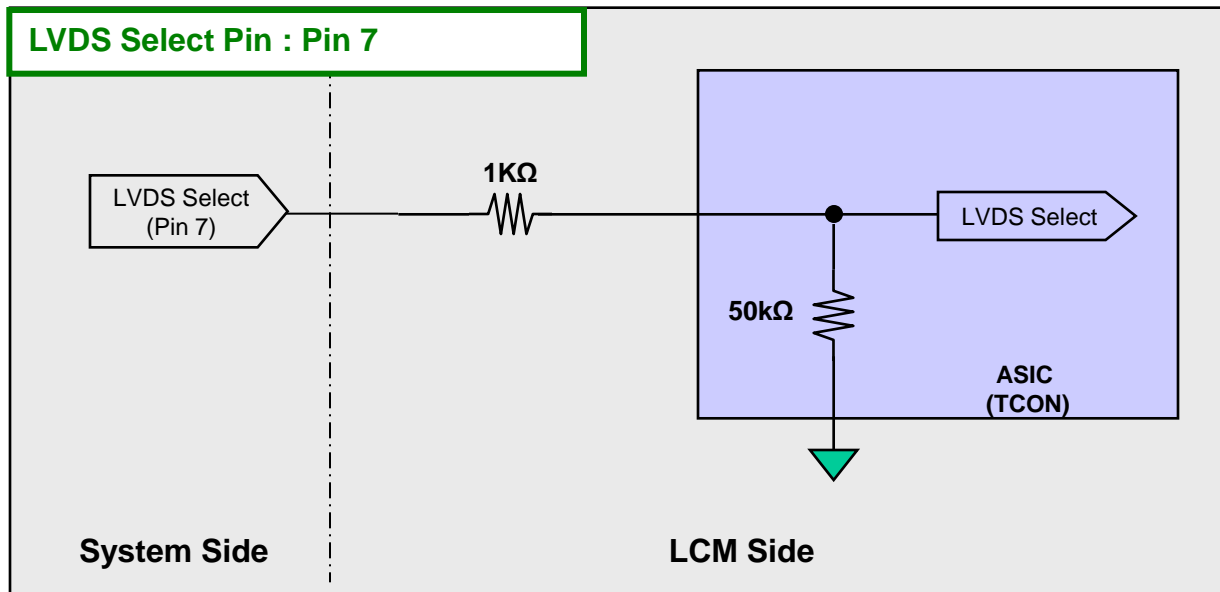 LVDS Select Pin : Pin 7
1KΩ
LVDS Select
(Pin 7)
LVDS Select
50kΩ
ASIC
(TCON)
System Side
LCM Side